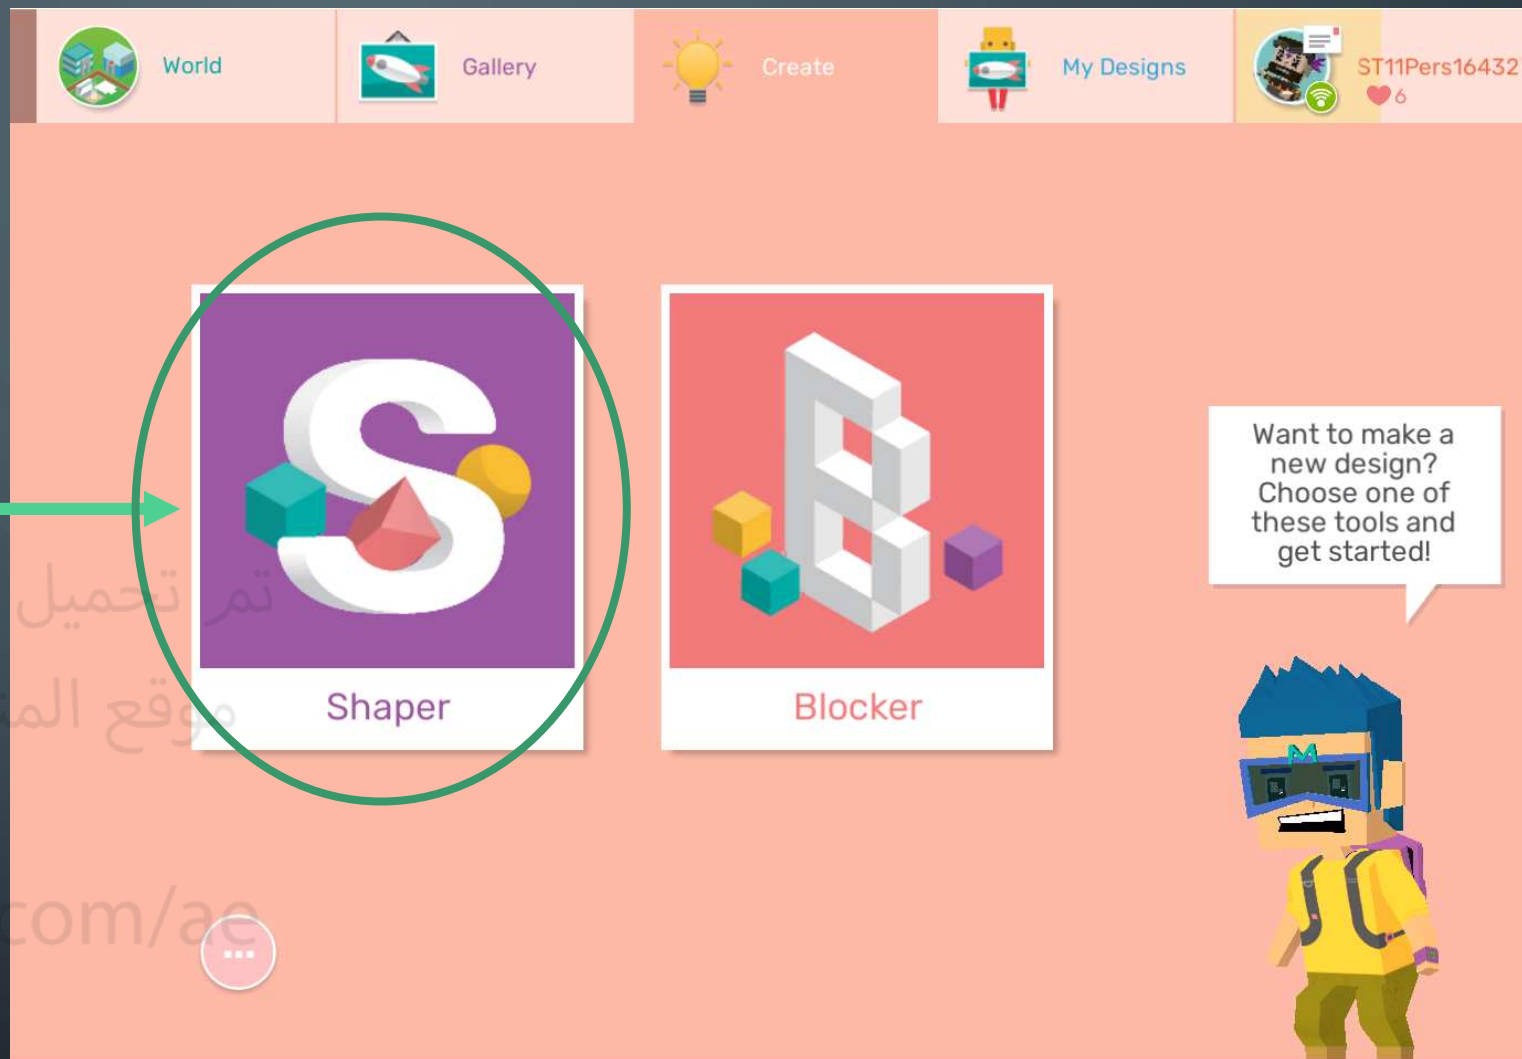 World
Gallery
Create
My Designs
ST11Pers16432
6
Want to make a
new design?
Choose one of
these tools and
get started!
M
Shaper
Blocker
تم تحميل
موقع
com/ae